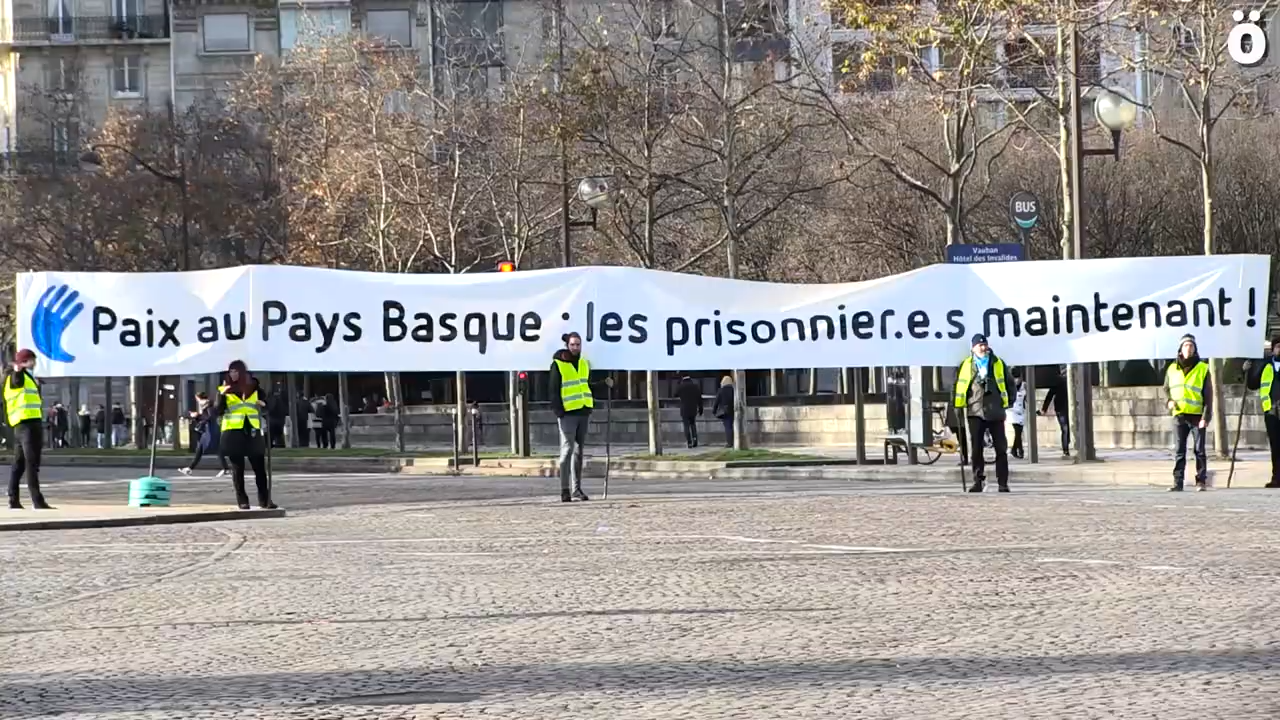 Ö
BUS
Vauban
Hôtel des Invalides
Paix au Pays Basque : les prisonnier.e.s maintenant !